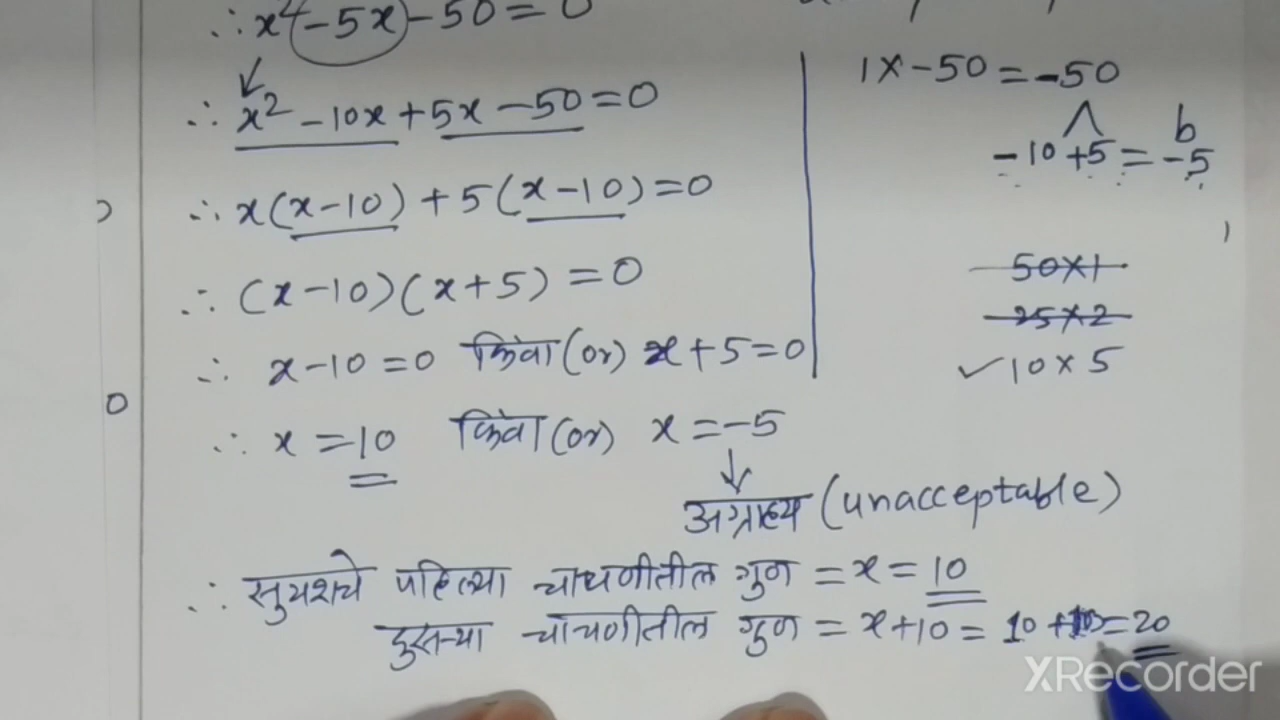 ∴ x² -5x -50 = 0
∴ x² -10x +5x -50 = 0
∴ x(x-10) + 5(x-10) = 0
∴ (x-10)(x+5) = 0
∴ x-10 = 0 किंवा (or) x+5 = 0
∴ x = 10 किंवा (or) x = -5
अग्राह्य (unacceptable)
∴ सुयशचे पहिल्या चाचणीतील गुण = x = 10
दुसऱ्या चाचणीतील गुण = x+10 = 10 + 10 = 20
1 x -50 = -50
b
-10 +5 = -5
50 x 1
25 x 2
✓ 10 x 5
XRecorder